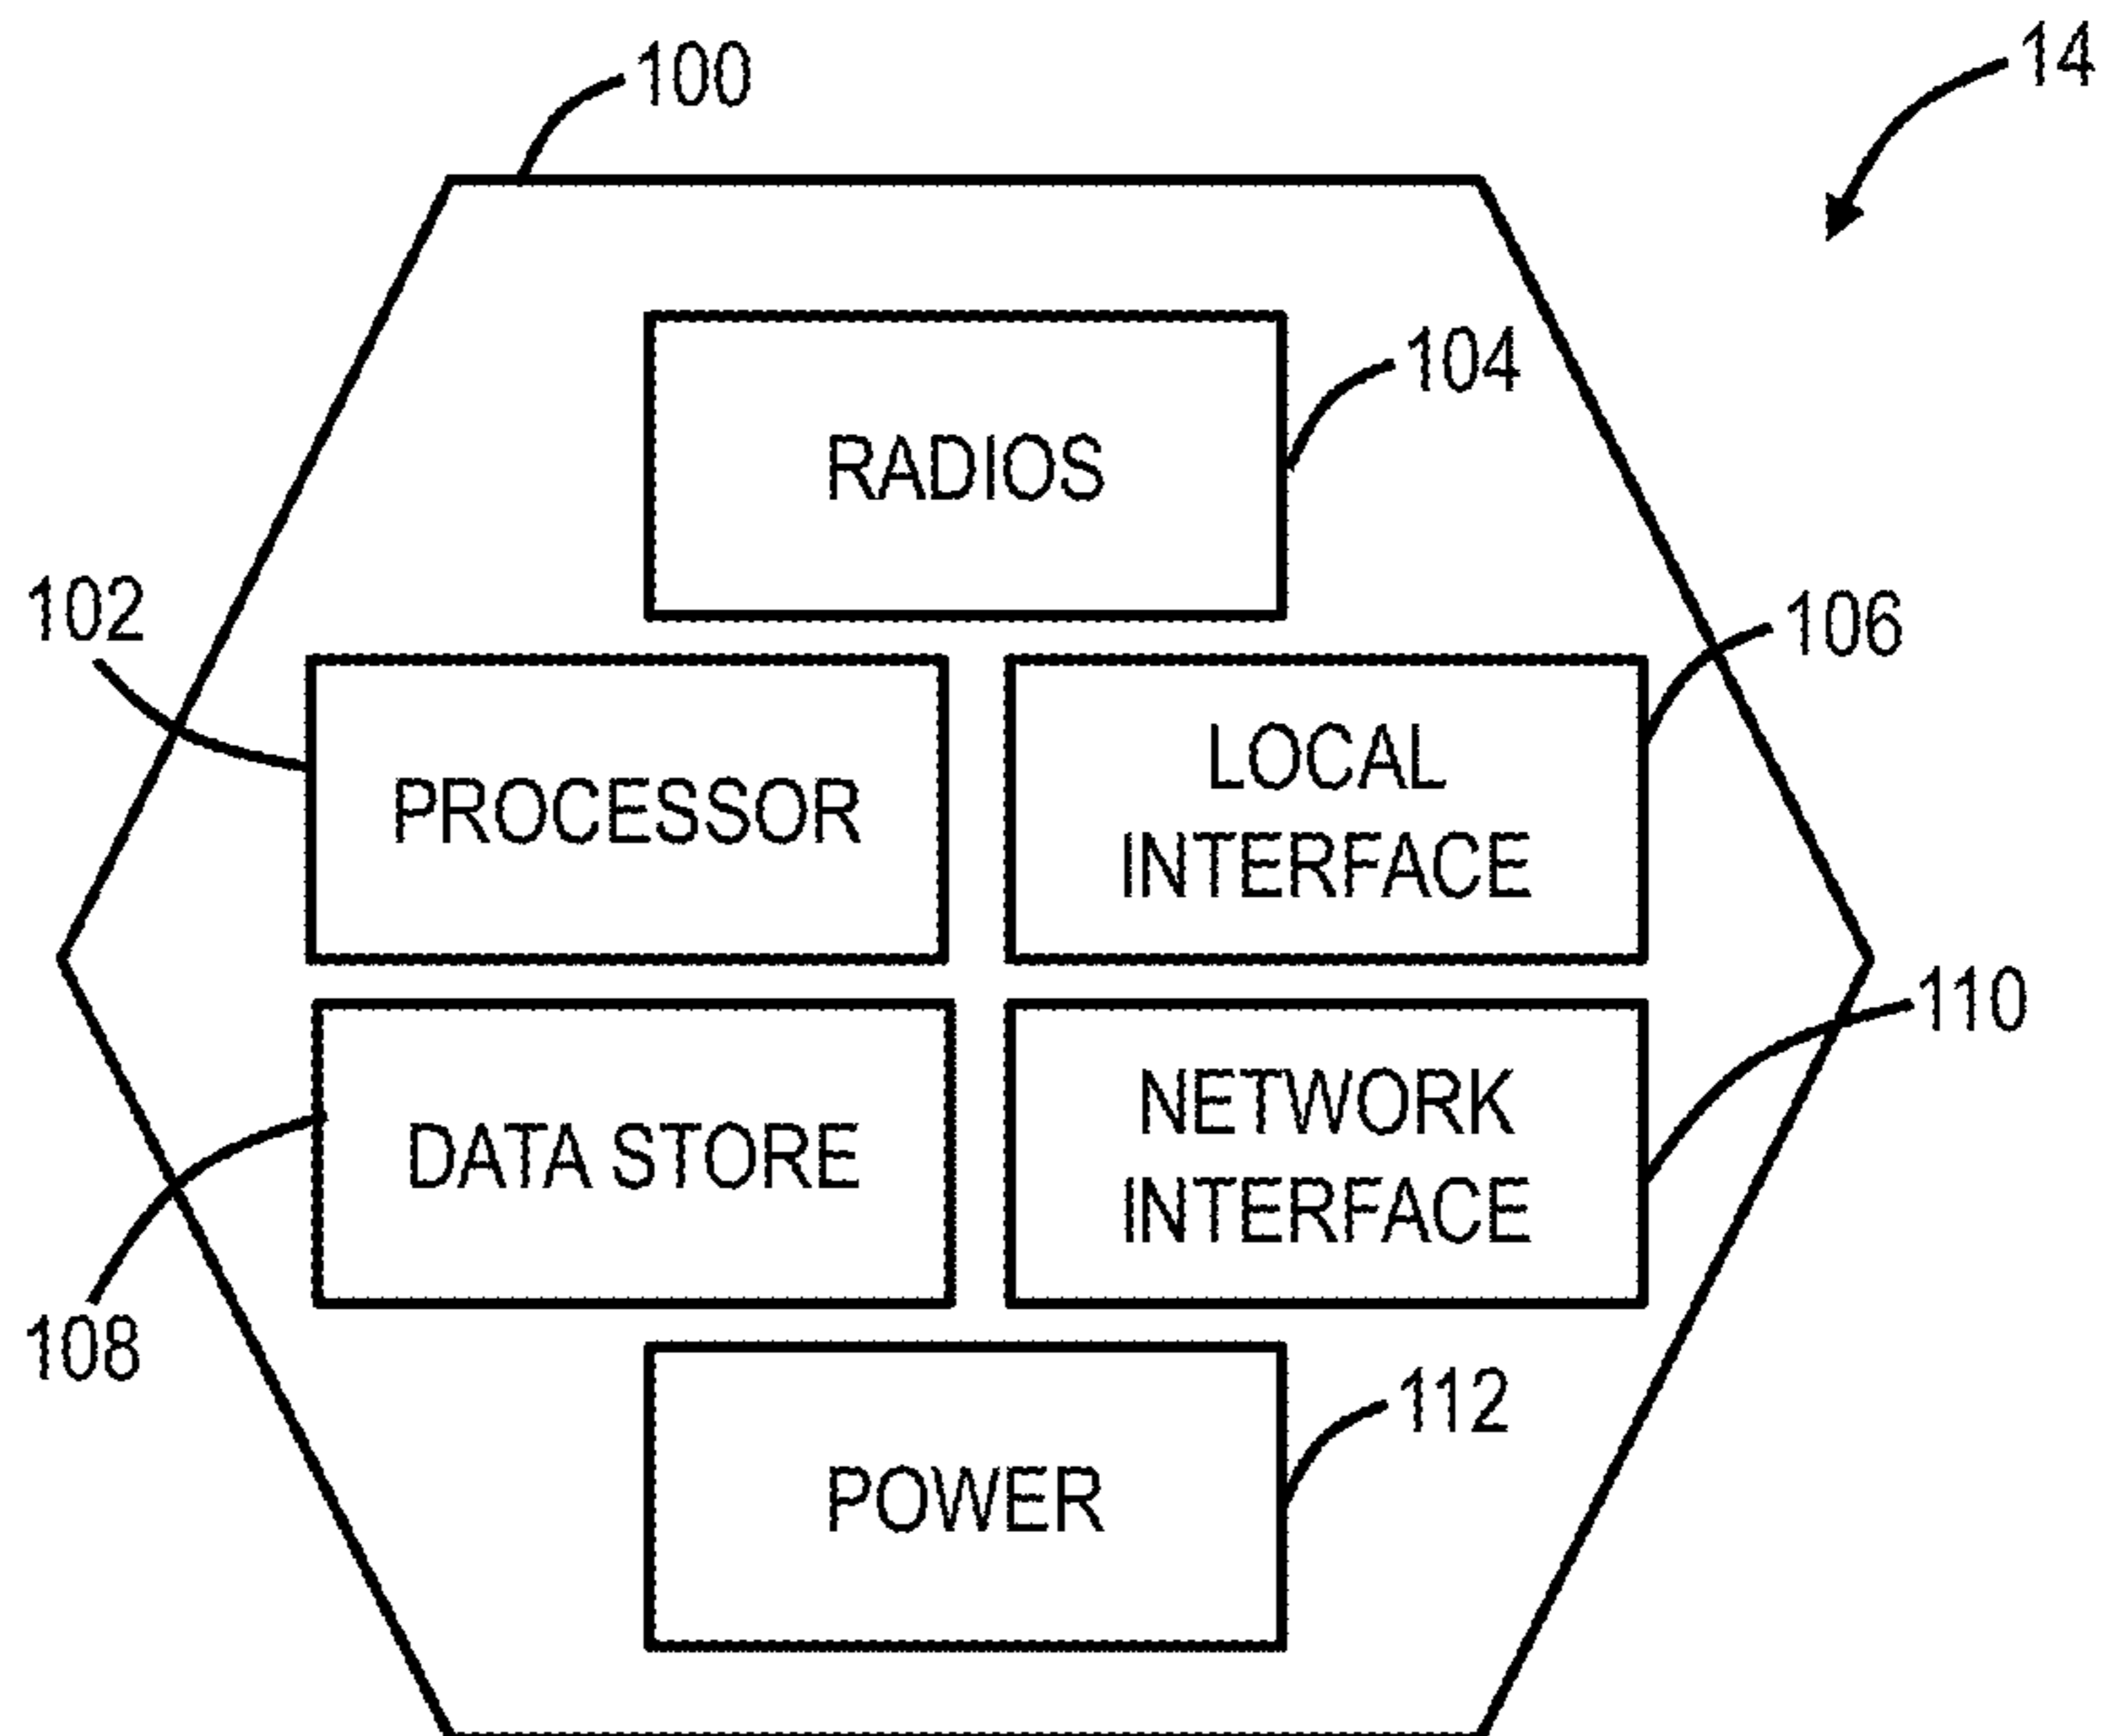 100
14
RADIOS
104
102
106
PROCESSOR
LOCAL
INTERFACE
110
DATA STORE
NETWORK
INTERFACE
108
POWER
112